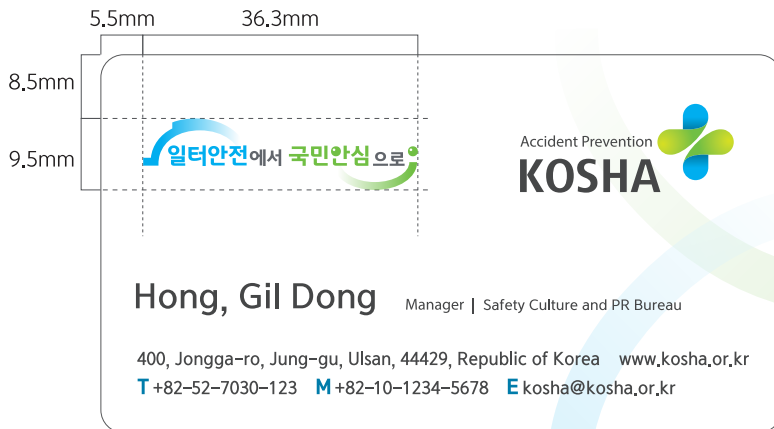 5.5mm 36.3mm
8.5mm
9.5mm
일터안전에서 국민안심으로
Accident Prevention
KOSHA
Hong, Gil Dong Manager | Safety Culture and PR Bureau
400, Jongga-ro, Jung-gu, Ulsan, 44429, Republic of Korea www.kosha.or.kr
T +82-52-7030-123 M +82-10-1234-5678 E kosha@kosha.or.kr